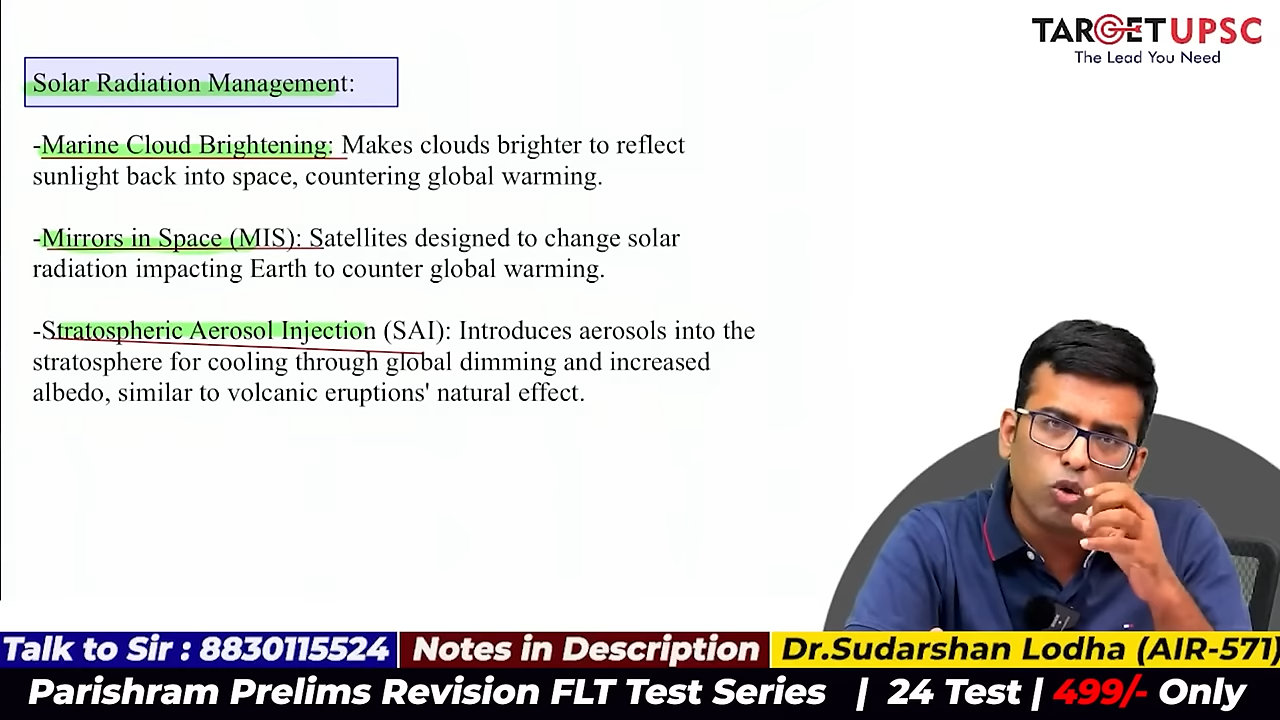 TARGETUPSC
The Lead You Need
Solar Radiation Management:
-Marine Cloud Brightening: Makes clouds brighter to reflect
sunlight back into space, countering global warming.
-Mirrors in Space (MIS): Satellites designed to change solar
radiation impacting Earth to counter global warming.
-Stratospheric Aerosol Injection (SAI): Introduces aerosols into the
stratosphere for cooling through global dimming and increased
albedo, similar to volcanic eruptions' natural effect.
Talk to Sir : 8830115524 Notes in Description Dr.Sudarshan Lodha (AIR-571)
Parishram Prelims Revision FLT Test Series | 24 Test | 499/- Only